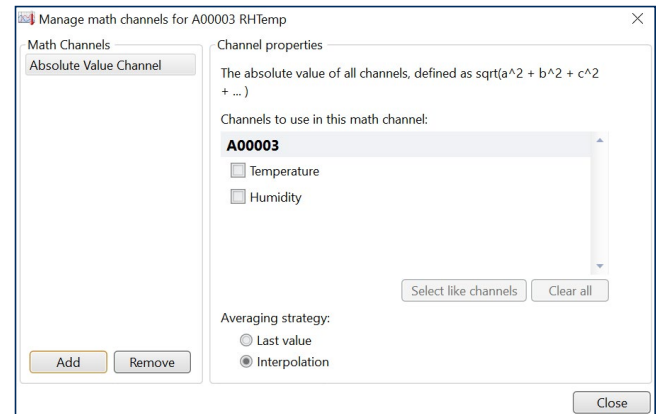 Manage math channels for A00003 RHTemp
Math Channels
Absolute Value Channel
Add
Remove
Channel properties
The absolute value of all channels, defined as sqrt(a^2 + b^2 + c^2
+ ... )
Channels to use in this math channel:
A00003
Temperature
Humidity
Select like channels
Clear all
Averaging strategy:
Last value
Interpolation
Close